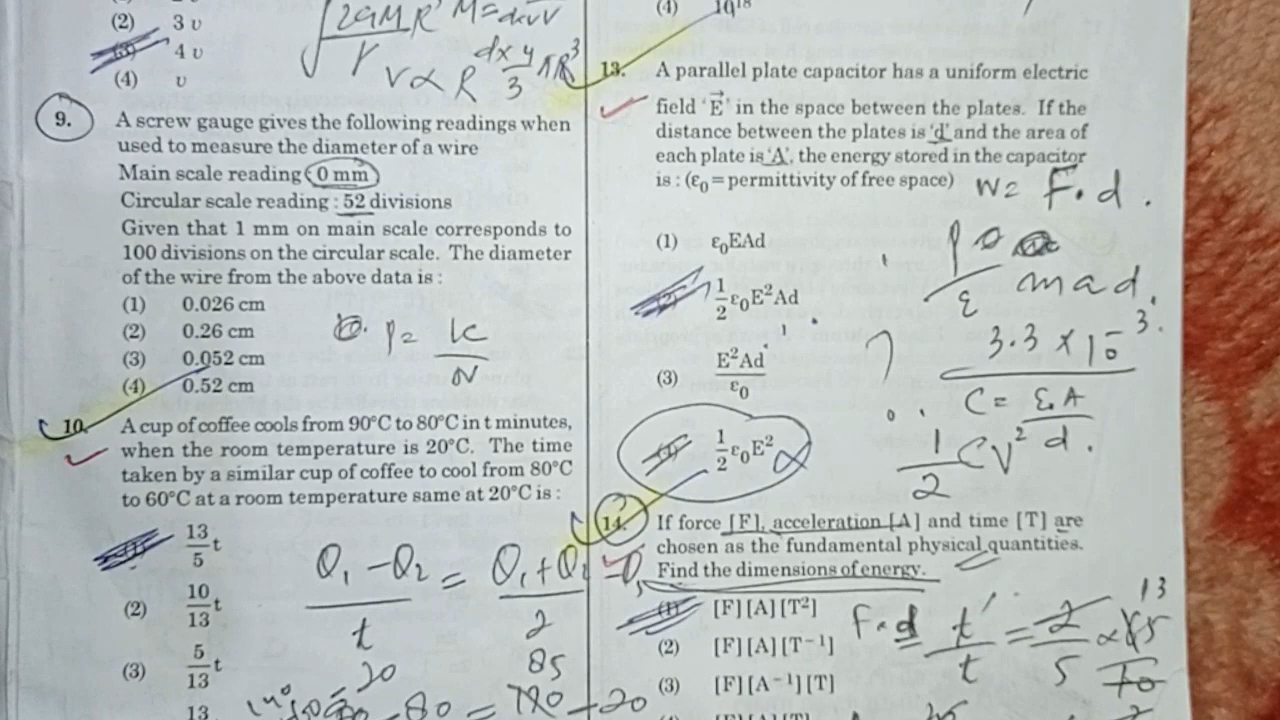 (2) 3 υ
(3) 4 υ
(4) υ
9. A screw gauge gives the following readings when
used to measure the diameter of a wire
Main scale reading : 0 mm
Circular scale reading : 52 divisions
Given that 1 mm on main scale corresponds to
100 divisions on the circular scale. The diameter
of the wire from the above data is :
(1) 0.026 cm
(2) 0.26 cm
(3) 0.052 cm
(4) 0.52 cm
10. A cup of coffee cools from 90°C to 80°C in t minutes,
when the room temperature is 20°C. The time
taken by a similar cup of coffee to cool from 80°C
to 60°C at a room temperature same at 20°C is :
(1) 13/5 t
(2) 10/13 t
(3) 5/13 t
13
V ∝ R
t
2
20
85
(4) 10¹⁸
13. A parallel plate capacitor has a uniform electric
field ‘E⃗’ in the space between the plates. If the
distance between the plates is ‘d’ and the area of
each plate is ‘A’, the energy stored in the capacitor
is : (ε₀ = permittivity of free space)
W= F.d.
(1) ε₀EAd
(2) 1/2 ε₀E²Ad
(3) E²Ad/ε₀
(4) 1/2 ε₀E²
mad.
3.3 × 10⁻³
C = ε₀A/d.
1/2 CV²
14. If force [F], acceleration [A] and time [T] are
chosen as the fundamental physical quantities.
Find the dimensions of energy.
(1) [F] [A] [T²]
(2) [F] [A] [T⁻¹]
(3) [F] [A⁻¹] [T]
F.d
t'/t = 2/5
13